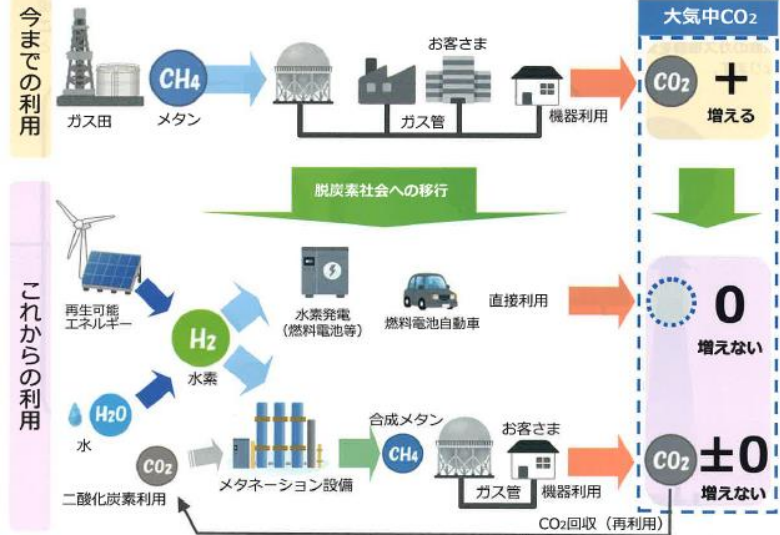 大気中CO₂
今までの利用
ガス田
CH4
メタン
お客さま
ガス管
機器利用
CO₂
+
増える
脱炭素社会への移行
これからの利用
再生可能
エネルギー
H₂
水素
水素発電
(燃料電池等)
燃料電池自動車
直接利用
0
増えない
H₂O
水
CO₂
二酸化炭素利用
メタネーション設備
合成メタン
CH4
お客さま
ガス管
機器利用
CO₂
±0
増えない
CO₂回収（再利用）